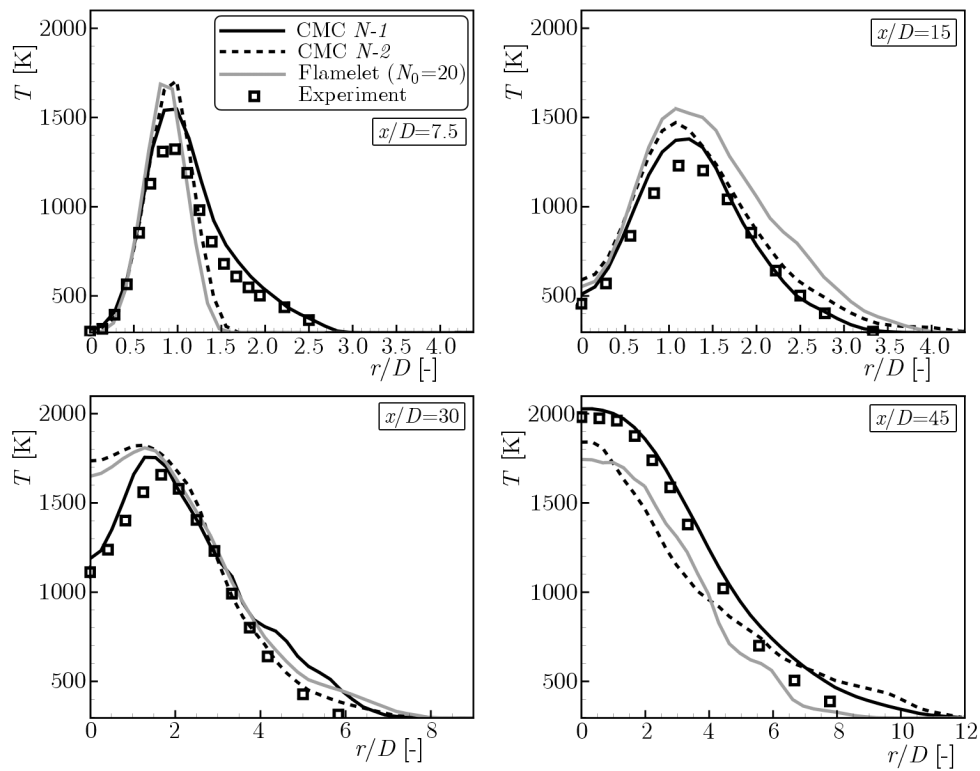 CMC N-1
CMC N-2
Flamelet (N₀=20)
Experiment
x/D=7.5
T [K]
2000
1500
1000
500
0 0.5 1.0 1.5 2.0 2.5 3.0 3.5 4.0
r/D [-]
x/D=15
T [K]
2000
1500
1000
500
0 0.5 1.0 1.5 2.0 2.5 3.0 3.5 4.0
r/D [-]
x/D=30
T [K]
2000
1500
1000
500
0 2 4 6 8
r/D [-]
x/D=45
T [K]
2000
1500
1000
500
0 2 4 6 8 10 12
r/D [-]